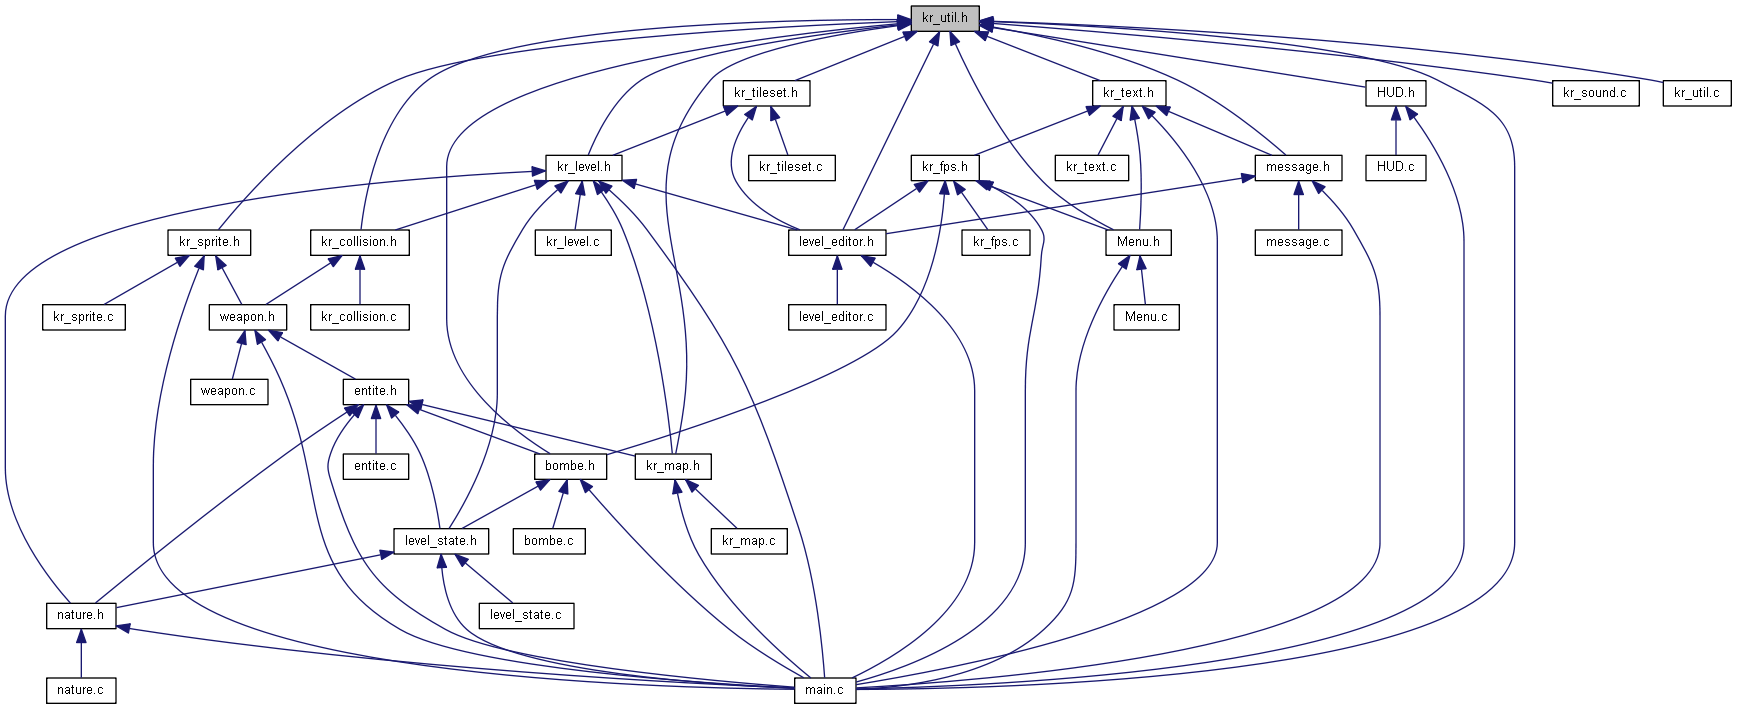 kr_util.h
kr_tileset.h
kr_text.h
HUD.h
kr_sound.c
kr_util.c
kr_level.h
kr_tileset.c
kr_fps.h
kr_text.c
message.h
HUD.c
kr_sprite.h
kr_collision.h
kr_level.c
level_editor.h
kr_fps.c
Menu.h
message.c
kr_sprite.c
weapon.h
kr_collision.c
level_editor.c
Menu.c
weapon.c
entite.h
entite.c
bombe.h
kr_map.h
level_state.h
bombe.c
kr_map.c
nature.h
level_state.c
nature.c
main.c